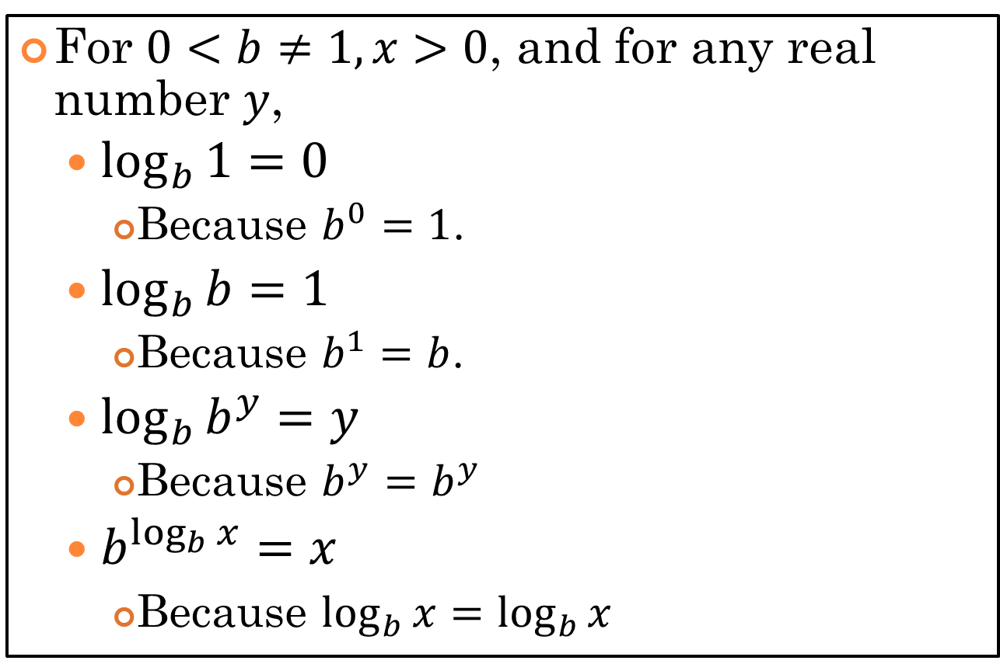 For 0 < b ≠ 1, x > 0, and for any real
number y,
log_b 1 = 0
Because b^0 = 1.
log_b b = 1
Because b^1 = b.
log_b b^y = y
Because b^y = b^y
b^{log_b x} = x
Because log_b x = log_b x